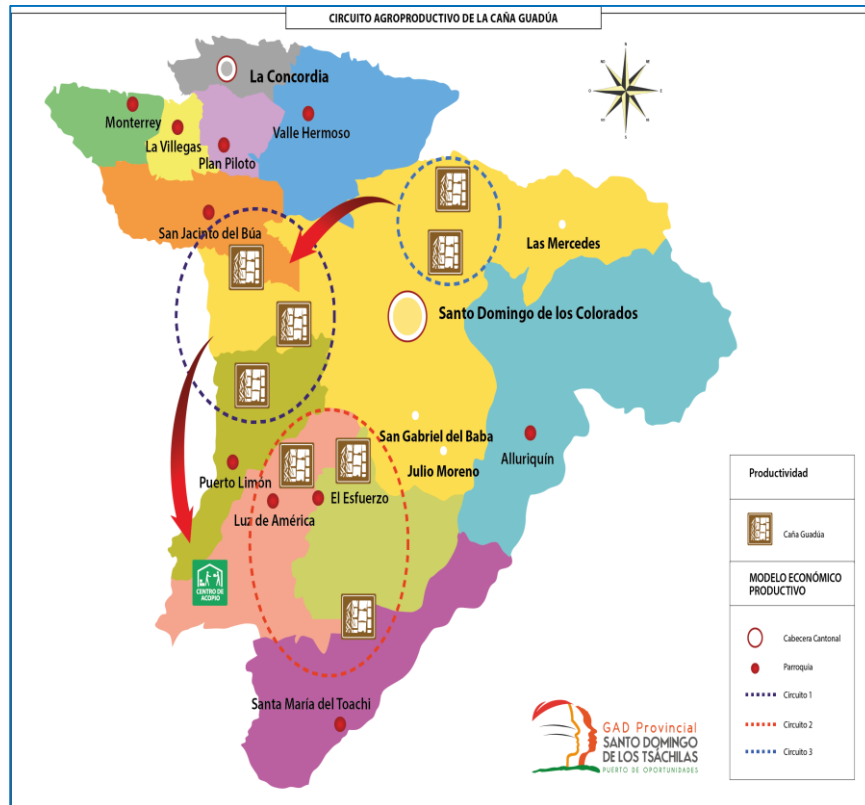 CIRCUITO AGROPRODUCTIVO DE LA CAÑA GUADÚA
La Concordia
Monterrey
La Villegas
Plan Piloto
Valle Hermoso
San Jacinto del Búa
Las Mercedes
Santo Domingo de los Colorados
San Gabriel del Baba
Julio Moreno
Alluriquín
Puerto Limón
El Esfuerzo
Luz de América
CENTRO DE
ACOPIO
Santa María del Toachi
Productividad
Caña Guadúa
MODELO ECONÓMICO
PRODUCTIVO
Cabecera Cantonal
Parroquia
Circuito 1
Circuito 2
Circuito 3
GAD Provincial
SANTO DOMINGO
DE LOS TSÁCHILAS
PUERTO DE OPORTUNIDADES